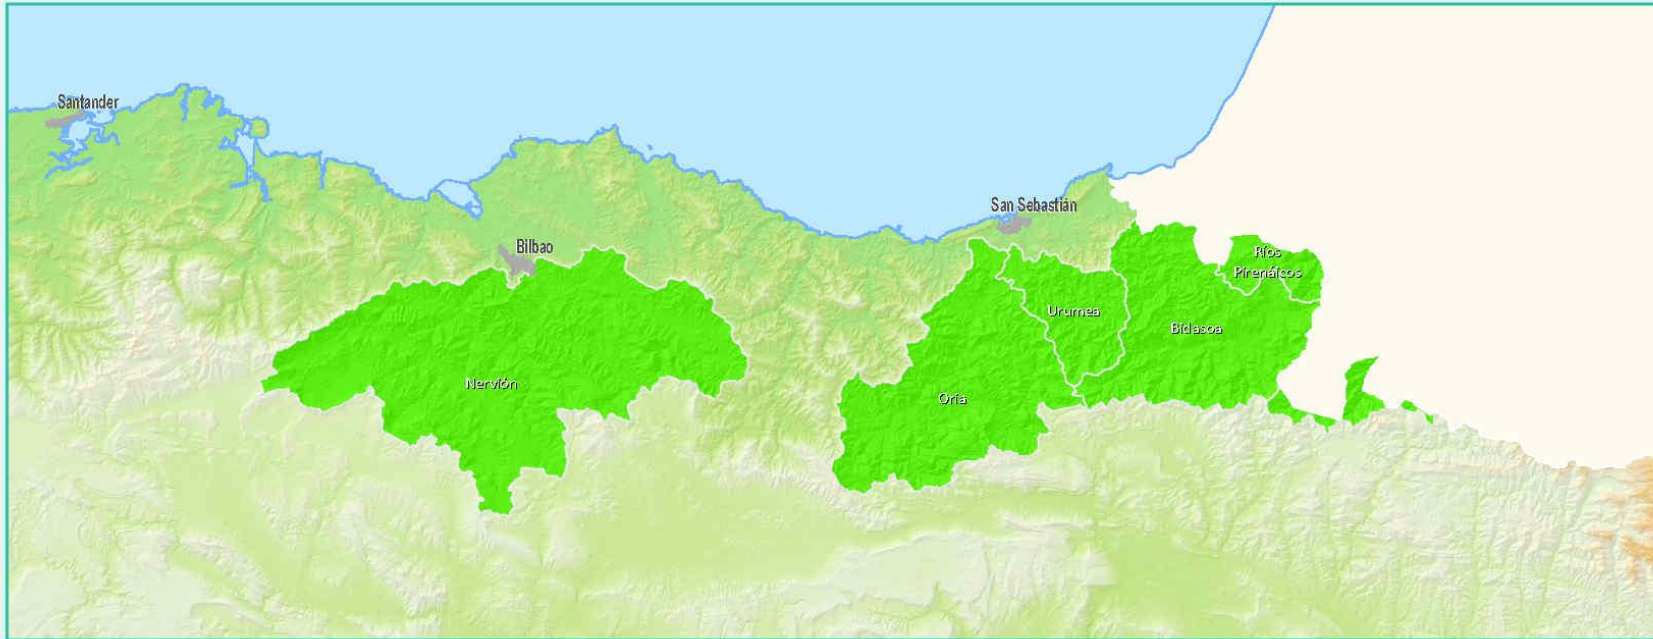 Santander
San Sebastián
Bilbao
Ríos
Pirenáicos
Urumea
Bidasoa
Nervión
Oria